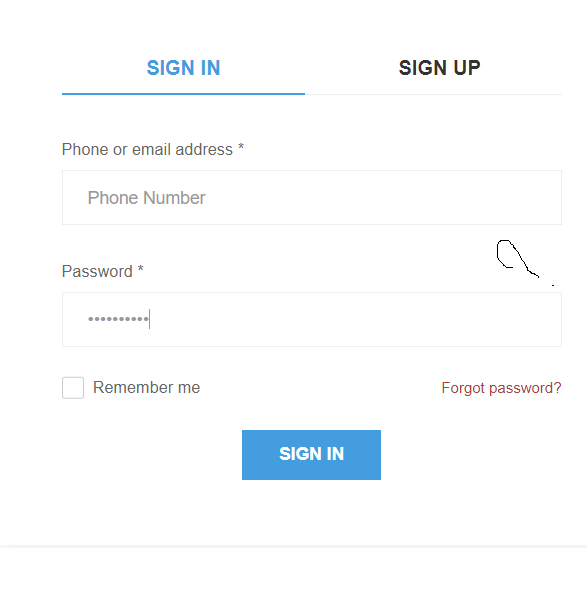 SIGN IN SIGN UP
Phone or email address *
Phone Number
Password *
••••••••••
Remember me Forgot password?
SIGN IN